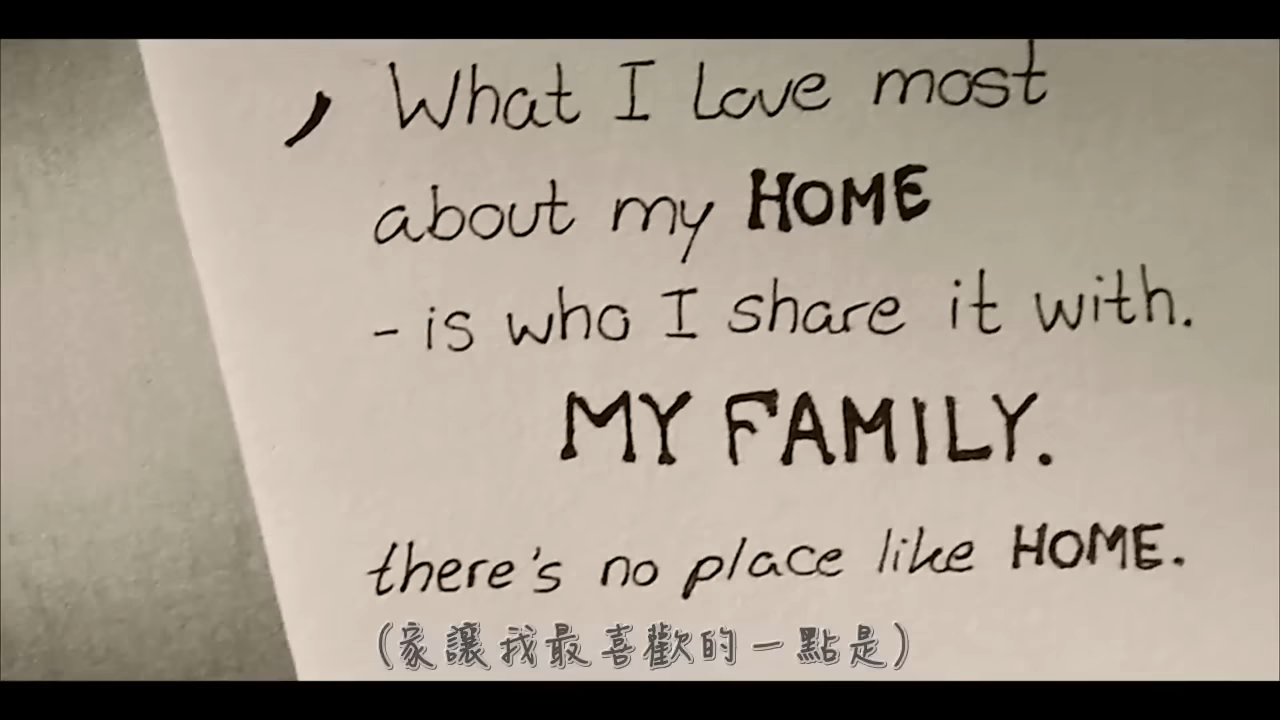 , What I Love most
about my HOME
- is who I share it with.
MY FAMILY.
there's no place like HOME.
(家讓我最喜歡的一點是)